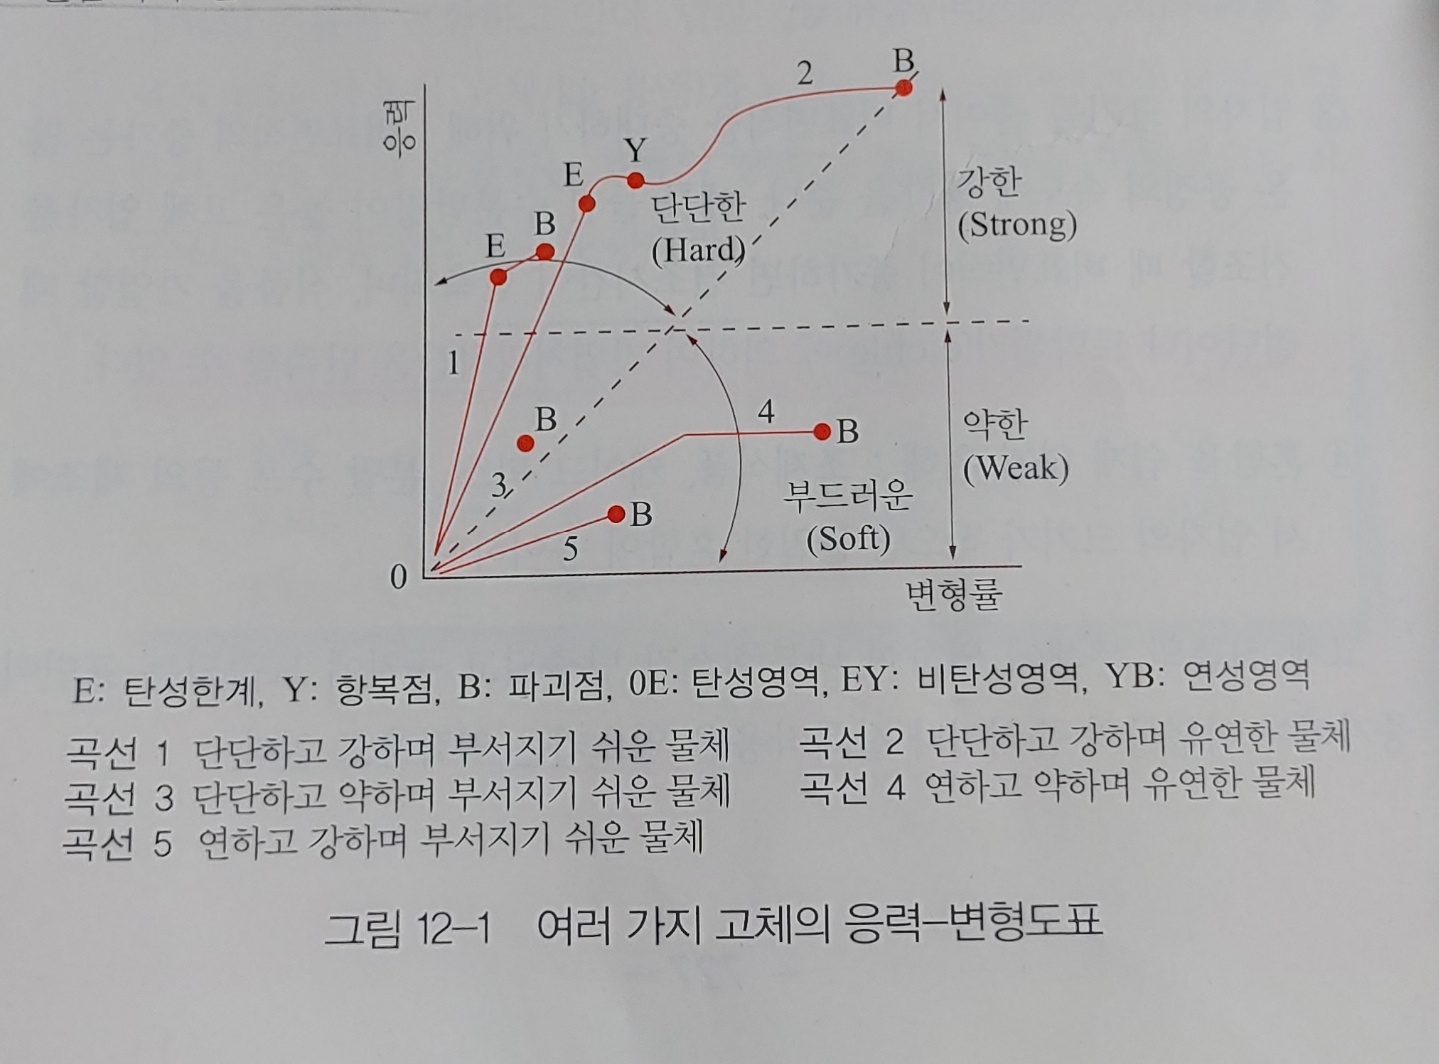 응력
2
B
Y
E
강한
(Strong)
단단한
(Hard)
B
E
1
B
4
B
약한
(Weak)
3
부드러운
(Soft)
B
5
0
변형률
E: 탄성한계, Y: 항복점, B: 파괴점, 0E: 탄성영역, EY: 비탄성영역, YB: 연성영역
곡선 1 단단하고 강하며 부서지기 쉬운 물체 곡선 2 단단하고 강하며 유연한 물체
곡선 3 단단하고 약하며 부서지기 쉬운 물체 곡선 4 연하고 약하며 유연한 물체
곡선 5 연하고 강하며 부서지기 쉬운 물체
그림 12-1 여러 가지 고체의 응력-변형도표